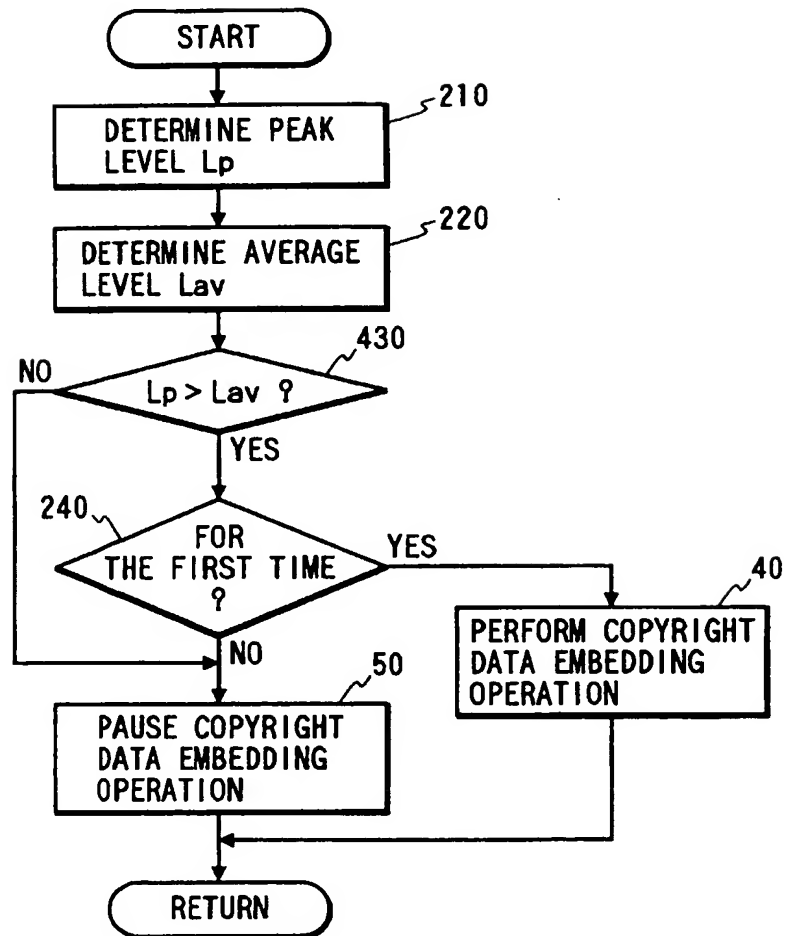 START
210
DETERMINE PEAK
LEVEL Lp
220
DETERMINE AVERAGE
LEVEL Lav
430
NO
Lp > Lav ?
YES
240
FOR
THE FIRST TIME
?
YES
40
PERFORM COPYRIGHT
DATA EMBEDDING
OPERATION
NO
50
PAUSE COPYRIGHT
DATA EMBEDDING
OPERATION
RETURN